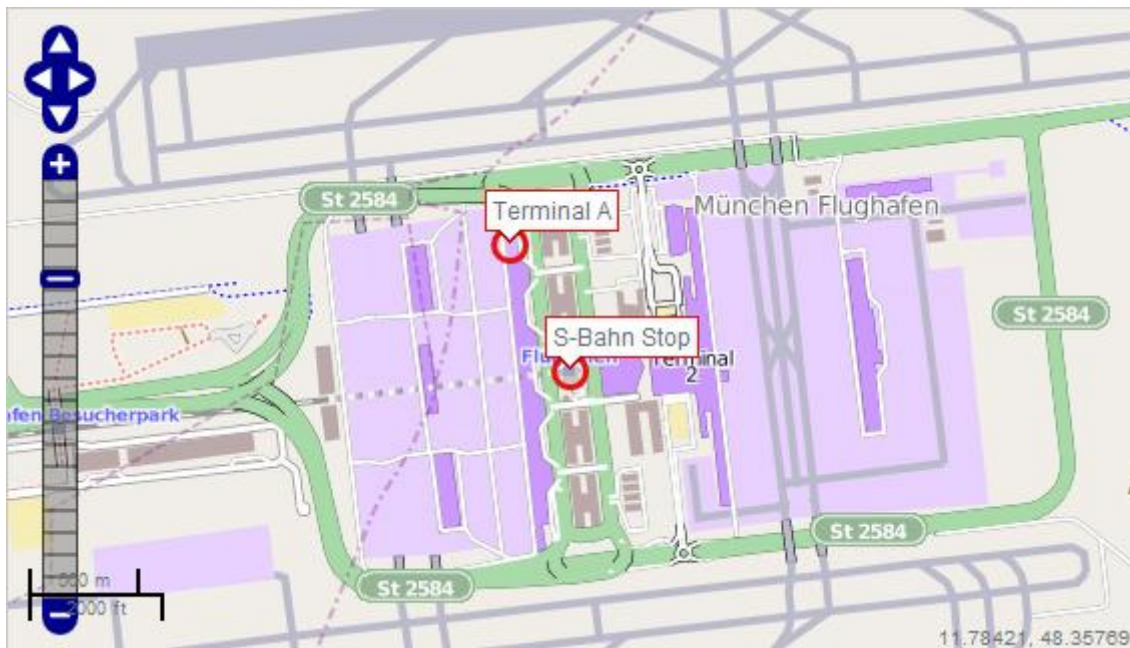 +
St 2584
Terminal A
München Flughafen
St 2584
S-Bahn Stop
Terminal
2
afen Besucherpark
St 2584
St 2584
500 m
2000 ft
11.78421, 48.35769